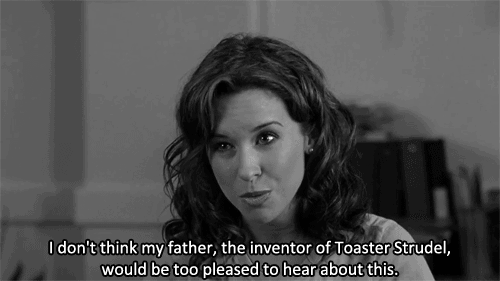 I don't think my father, the inventor of Toaster Strudel,
would be too pleased to hear about this.